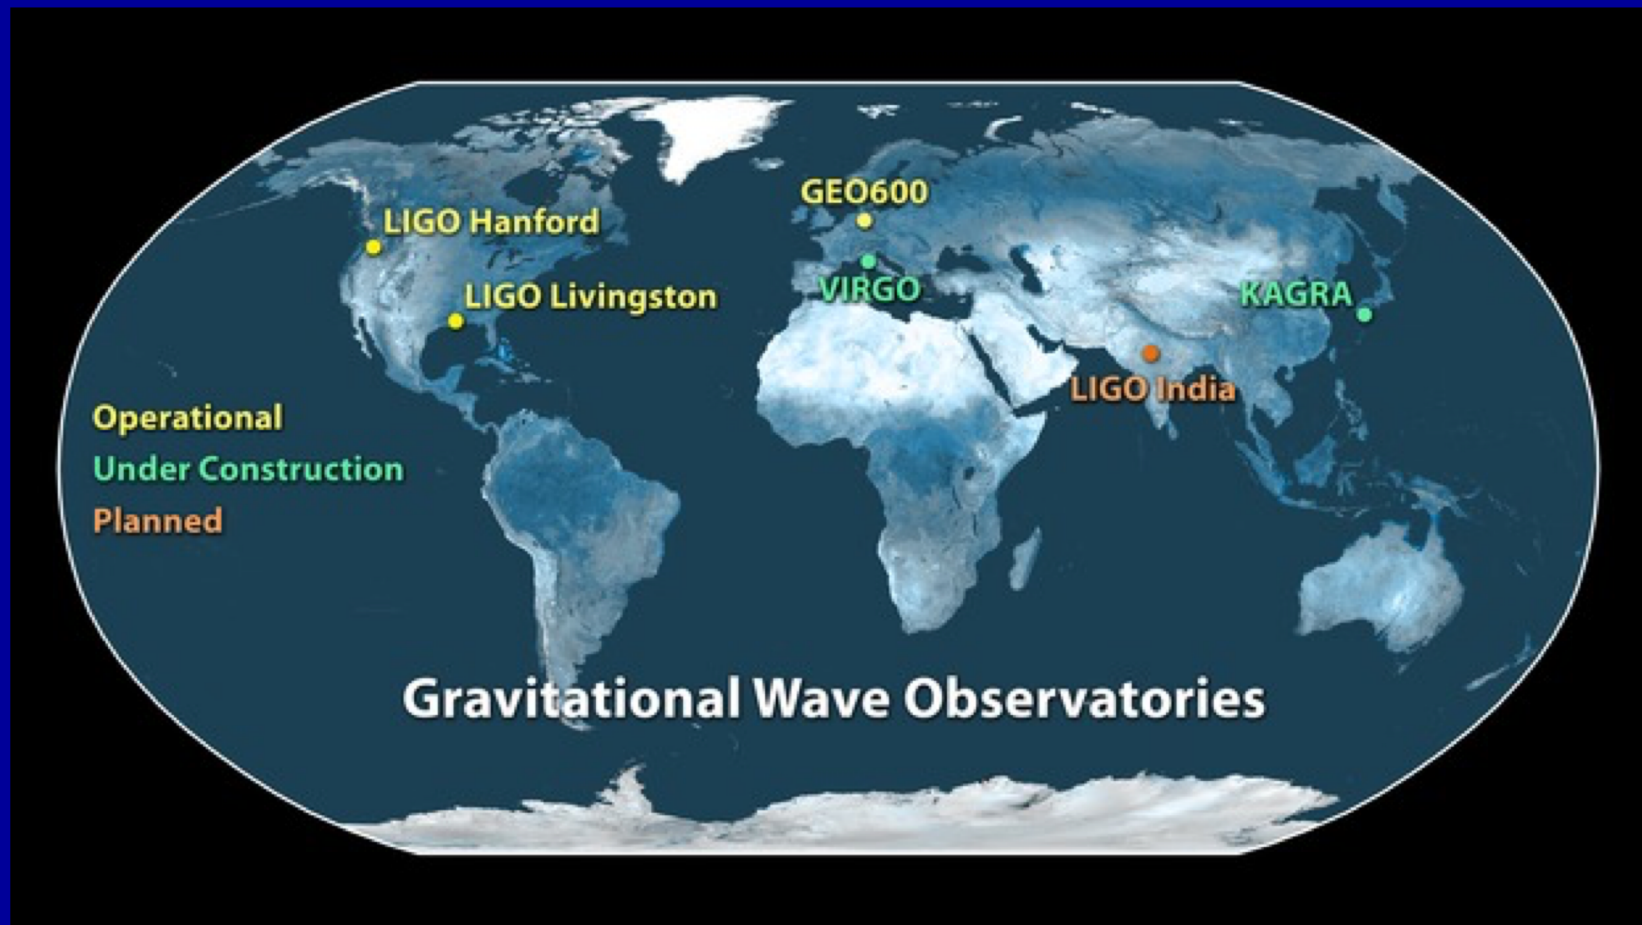 GEO600
LIGO Hanford
VIRGO
KAGRA
LIGO Livingston
LIGO India
Operational
Under Construction
Planned
Gravitational Wave Observatories